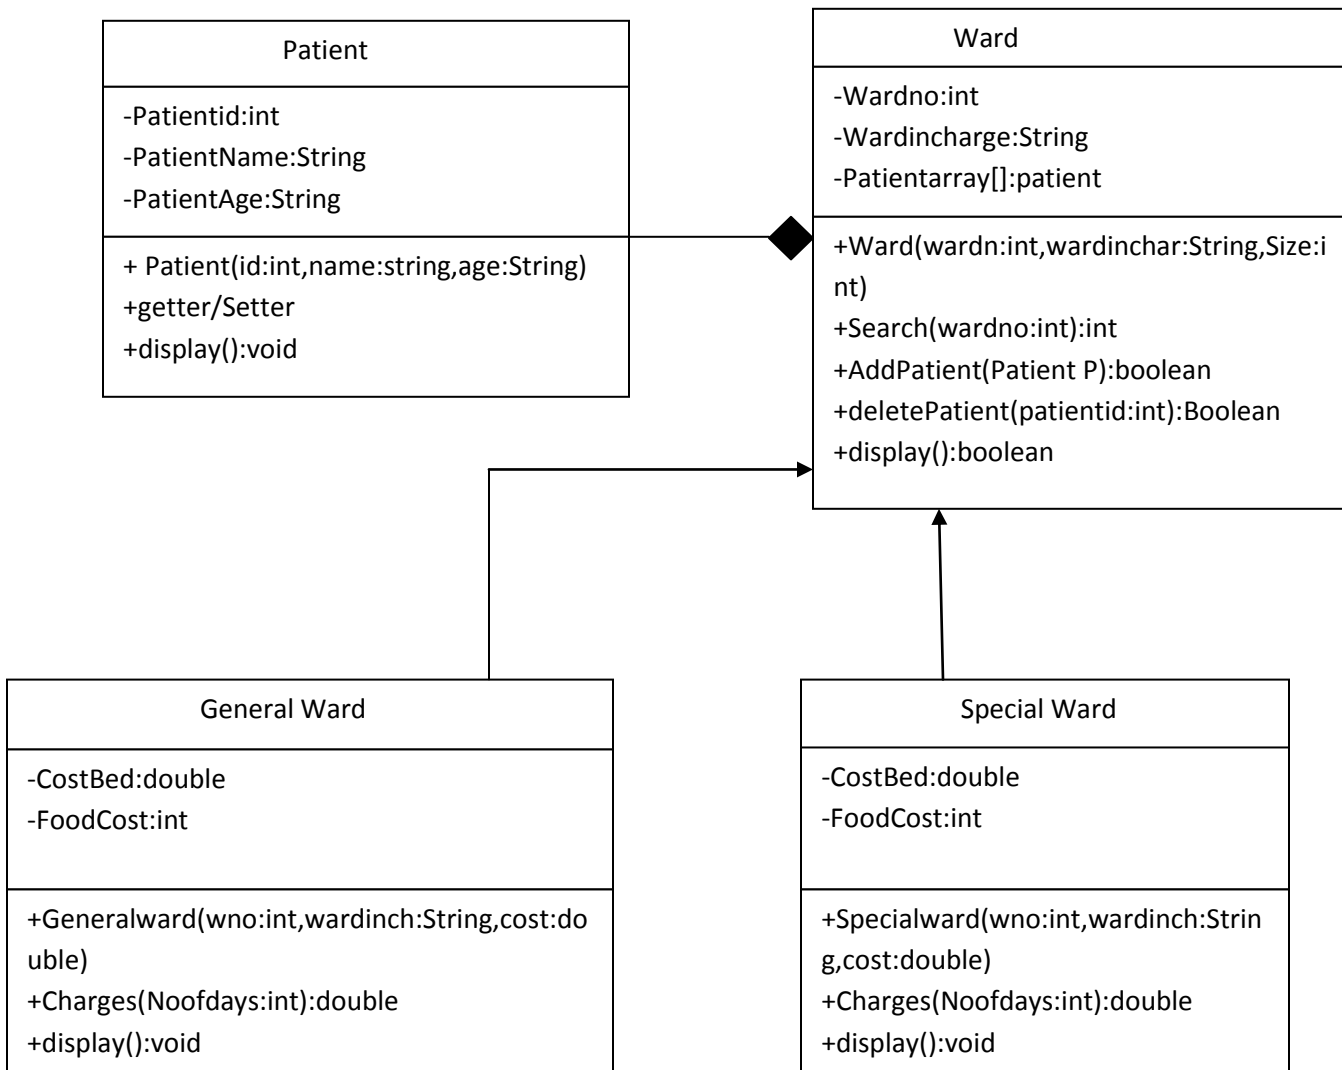 Patient
-Patientid:int
-PatientName:String
-PatientAge:String
+ Patient(id:int,name:string,age:String)
+getter/Setter
+display():void
Ward
-Wardno:int
-Wardincharge:String
-Patientarray[]:patient
+Ward(wardn:int,wardinchar:String,Size:i
nt)
+Search(wardno:int):int
+AddPatient(Patient P):boolean
+deletePatient(patientid:int):Boolean
+display():boolean
General Ward
-CostBed:double
-FoodCost:int
+Generalward(wno:int,wardinch:String,cost:do
uble)
+Charges(Noofdays:int):double
+display():void
Special Ward
-CostBed:double
-FoodCost:int
+Specialward(wno:int,wardinch:Strin
g,cost:double)
+Charges(Noofdays:int):double
+display():void